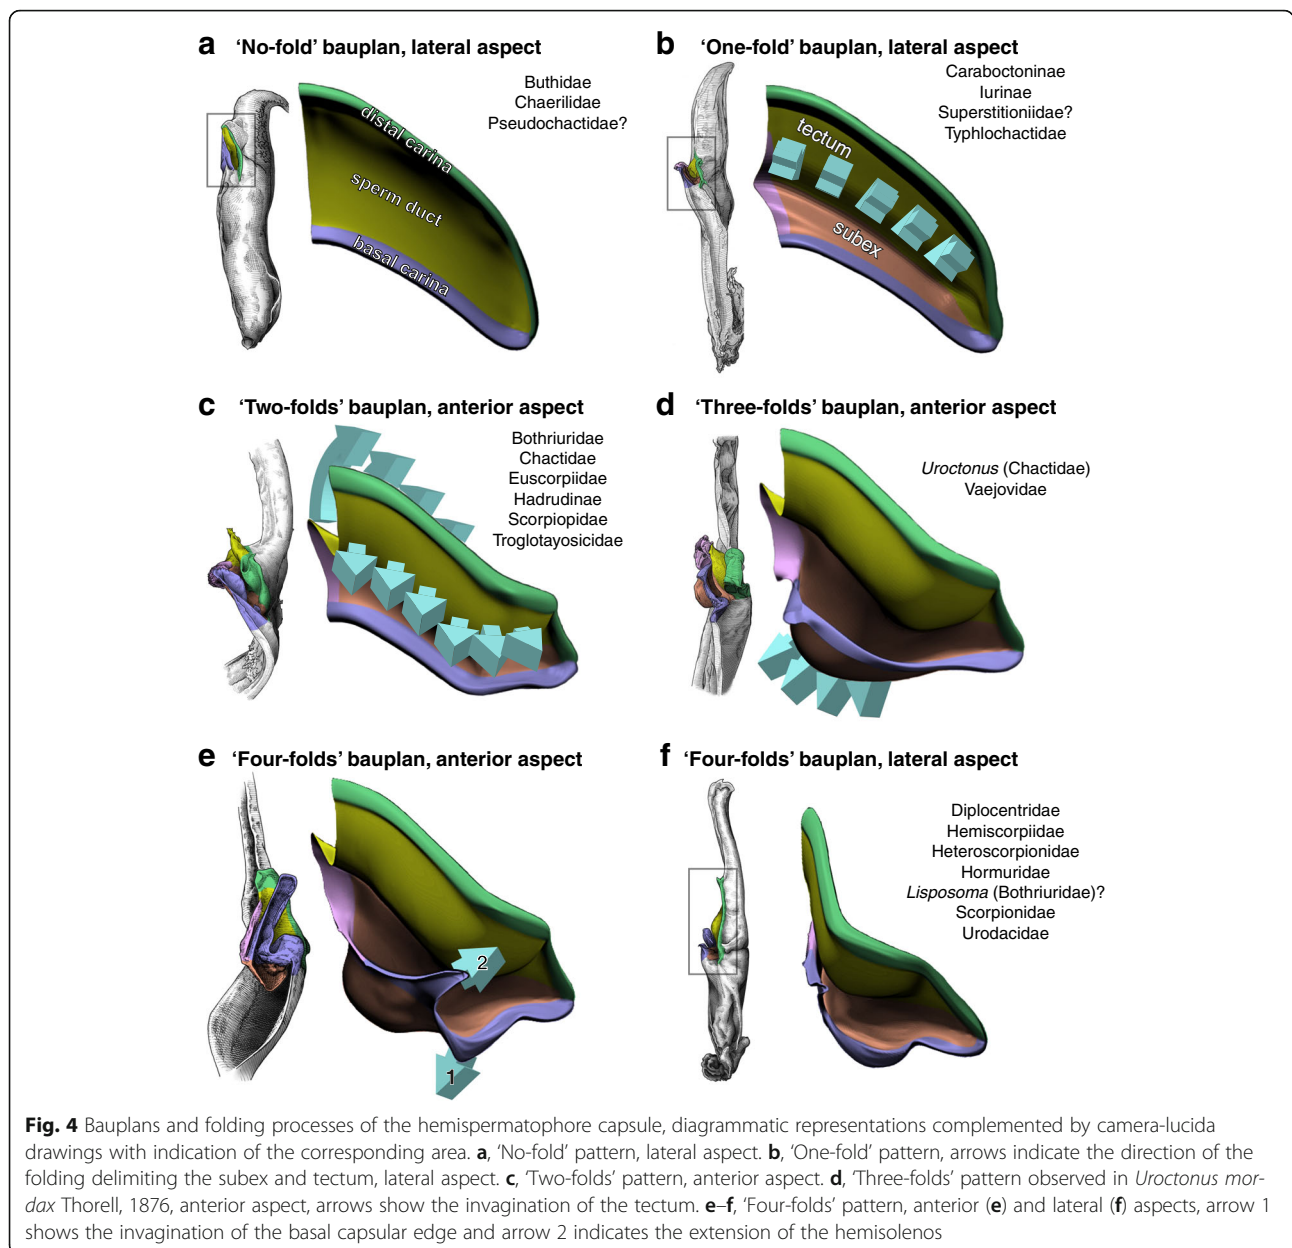 a 'No-fold' bauplan, lateral aspect
Buthidae
Chaerilidae
Pseudochactidae?
distal carina
sperm duct
basal carina
b 'One-fold' bauplan, lateral aspect
Caraboctoninae
Iurinae
Superstitioniidae?
Typhlochactidae
tectum
subex
c 'Two-folds' bauplan, anterior aspect
Bothriuridae
Chactidae
Euscorpiidae
Hadrudinae
Scorpiopidae
Troglotayosicidae
d 'Three-folds' bauplan, anterior aspect
Uroctonus (Chactidae)
Vaejovidae
e 'Four-folds' bauplan, anterior aspect
2
1
f 'Four-folds' bauplan, lateral aspect
Diplocentridae
Hemiscorpiidae
Heteroscorpionidae
Hormuridae
Lisposoma (Bothriuridae)?
Scorpionidae
Urodacidae
Fig. 4 Bauplans and folding processes of the hemispermatophore capsule, diagrammatic representations complemented by camera-lucida
drawings with indication of the corresponding area. a, 'No-fold' pattern, lateral aspect. b, 'One-fold' pattern, arrows indicate the direction of the
folding delimiting the subex and tectum, lateral aspect. c, 'Two-folds' pattern, anterior aspect. d, 'Three-folds' pattern observed in Uroctonus mor-
dax Thorell, 1876, anterior aspect, arrows show the invagination of the tectum. e–f, 'Four-folds' pattern, anterior (e) and lateral (f) aspects, arrow 1
shows the invagination of the basal capsular edge and arrow 2 indicates the extension of the hemisolenos